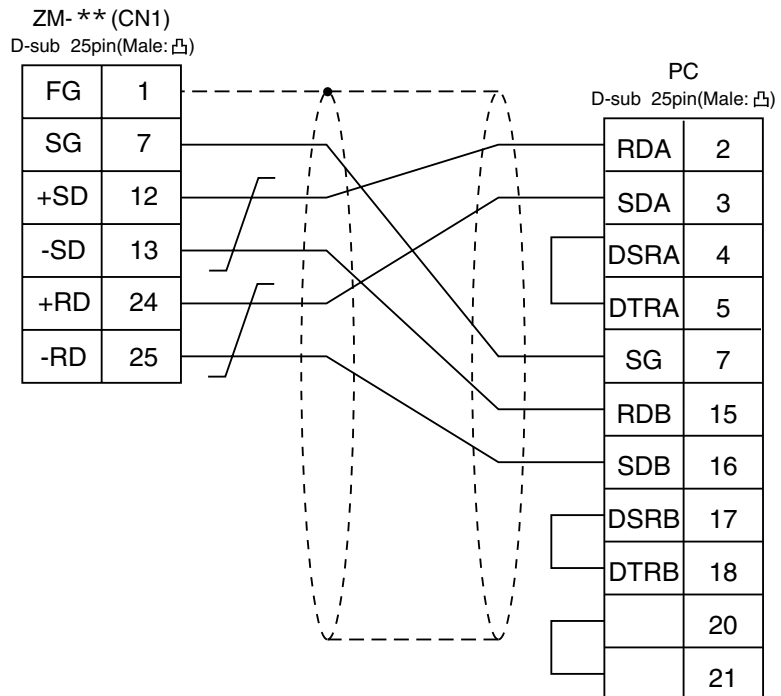 ZM-** (CN1)
D-sub 25pin(Male:凸)
FG 1
SG 7
+SD 12
-SD 13
+RD 24
-RD 25
PC
D-sub 25pin(Male:凸)
RDA 2
SDA 3
DSRA 4
DTRA 5
SG 7
RDB 15
SDB 16
DSRB 17
DTRB 18
20
21